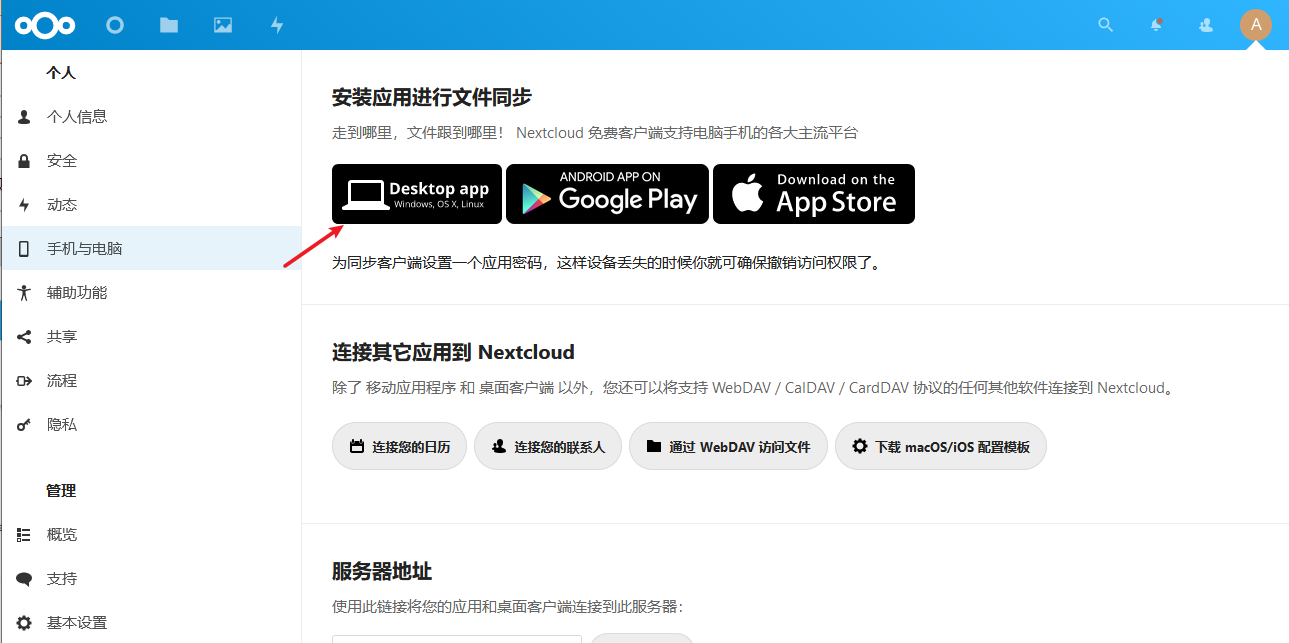 A
个人
个人信息
安全
动态
手机与电脑
辅助功能
共享
流程
隐私
管理
概览
支持
基本设置
安装应用进行文件同步
走到哪里，文件跟到哪里！ Nextcloud 免费客户端支持电脑手机的各大主流平台
Desktop app
Windows, OS X, Linux
ANDROID APP ON
Google Play
Download on the
App Store
为同步客户端设置一个应用密码，这样设备丢失的时候你就可确保撤销访问权限了。
连接其它应用到 Nextcloud
除了 移动应用程序 和 桌面客户端 以外，您还可以将支持 WebDAV / CalDAV / CardDAV 协议的任何其他软件连接到 Nextcloud。
连接您的日历
连接您的联系人
通过 WebDAV 访问文件
下载 macOS/iOS 配置模板
服务器地址
使用此链接将您的应用和桌面客户端连接到此服务器：